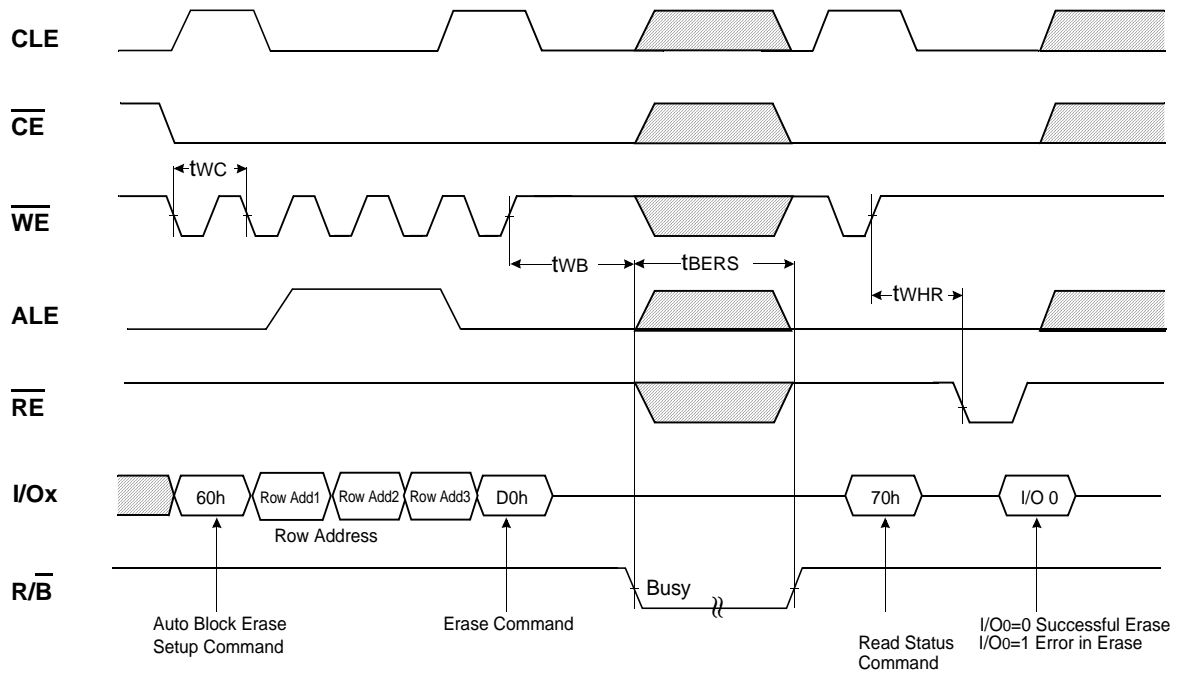 CLE
CE
tWC
WE
tWB
tBERS
tWHR
ALE
RE
I/Ox
60h
Row Add1
Row Add2
Row Add3
D0h
70h
I/O 0
Row Address
R/B
Busy
Auto Block Erase
Setup Command
Erase Command
Read Status
Command
I/O0=0 Successful Erase
I/O0=1 Error in Erase